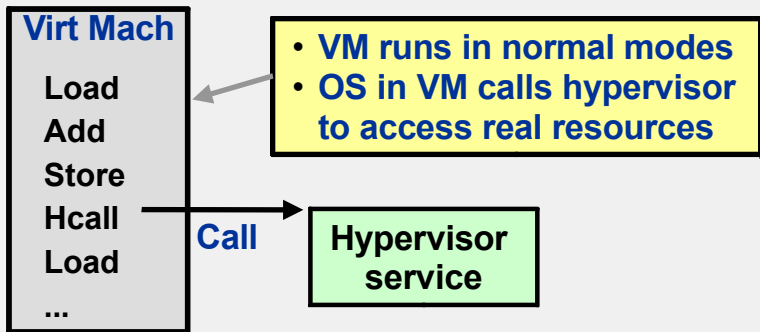 Virt Mach
Load
Add
Store
Hcall
Load
...
• VM runs in normal modes
• OS in VM calls hypervisor
to access real resources
Call
Hypervisor
service